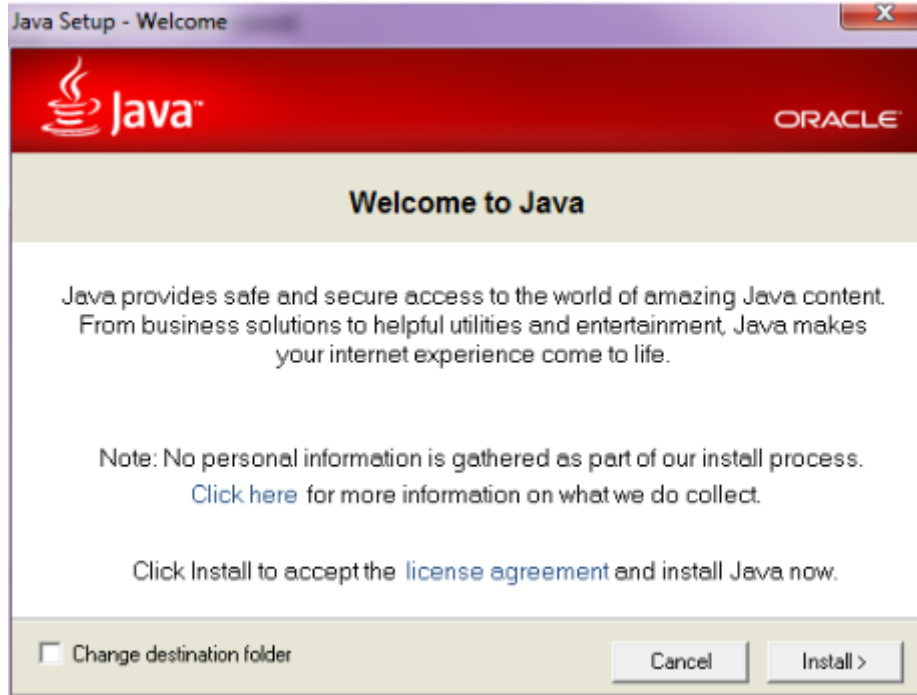 Java Setup - Welcome
Java™
ORACLE
Welcome to Java
Java provides safe and secure access to the world of amazing Java content.
From business solutions to helpful utilities and entertainment, Java makes
your internet experience come to life.
Note: No personal information is gathered as part of our install process.
Click here for more information on what we do collect.
Click Install to accept the license agreement and install Java now.
Change destination folder
Cancel
Install >